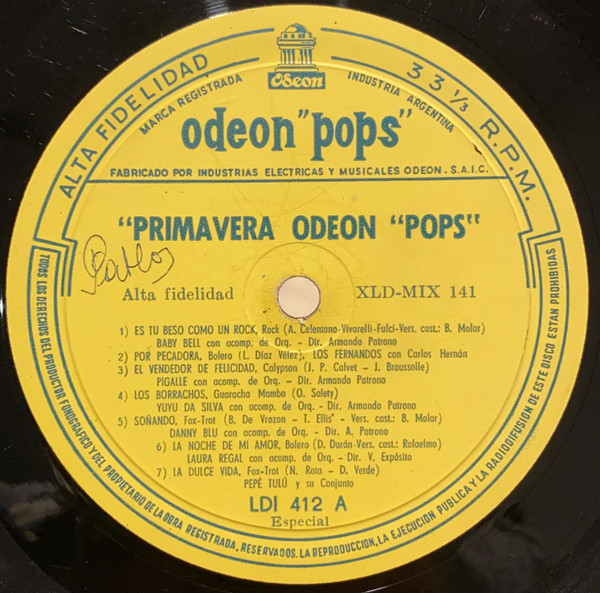 ALTA FIDELIDAD
MARCA REGISTRADA
Odeon
INDUSTRIA ARGENTINA
33 1/3 R.P.M.
odeon "pops"
FABRICADO POR INDUSTRIAS ELECTRICAS Y MUSICALES ODEON. S.A.I.C.
"PRIMAVERA ODEON "POPS"
Pablo
Alta fidelidad XLD-MIX 141
1) ES TU BESO COMO UN ROCK, Rock (A. Celentano-Vivarelli-Fulci-Vers. cast.: B. Molar)
BABY BELL con acomp. de Orq. - Dir. Armando Patrono
2) POR PECADORA, Bolero (L. Díaz Vélez), LOS FERNANDOS con Carlos Hernán
3) EL VENDEDOR DE FELICIDAD, Calypson (J. P. Calvet - J. Broussolle)
PIGALLE con acomp. de Orq. - Dir. Armando Patrono
4) LOS BORRACHOS, Guaracha Mambo (O. Safety)
YUYU DA SILVA con acomp. de Orq. - Dir. Armando Patrono
5) SOÑANDO, Fox-Trot (B. De Vrozon - T. Ellis" - Vers. cast.: B. Molar)
DANNY BLU con acomp. de Orq. - Dir. A. Patrono
6) LA NOCHE DE MI AMOR, Bolero (D. Durán-Vers. cast.: Rafaelmo)
LAURA REGAL con acomp. de Orq. - Dir. V. Expósito
7) LA DULCE VIDA, Fox-Trot (N. Rota - D. Verde)
PEPÉ TULÚ y su Conjunto
LDI 412 A
Especial
TODOS LOS DERECHOS DEL PRODUCTOR FONOGRAFICO Y DEL PROPIETARIO DE LA OBRA REGISTRADA, RESERVADOS. LA REPRODUCCION, LA EJECUCION PUBLICA Y LA RADIODIFUSION DE ESTE DISCO ESTAN PROHIBIDAS